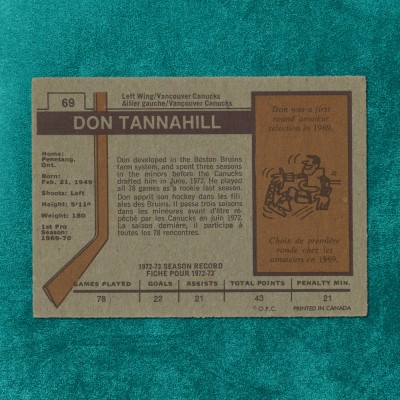 69
Left Wing/Vancouver Canucks
Ailier gauche/Vancouver Canucks
DON TANNAHILL
Home:
Penetang,
Ont.
Born:
Feb. 21, 1949
Shoots: Left
Height: 5'11"
Weight: 180
1st Pro
Season:
1969-70
Don developed in the Boston Bruins
farm system, and spent three seasons
in the minors before the Canucks
drafted him in June, 1972. He played
all 78 games as a rookie last season.
Don apprit son hockey dans les fili-
ales des Bruins. Il passa trois saisons
dans les mineures avant d'être re-
pêché par les Canucks en juin 1972.
La saison dernière, il participa à
toutes les 78 rencontres.
Don was a first
round amateur
selection in 1969.
Choix de première
ronde chez les
amateurs en 1969.
1972-73 SEASON RECORD
FICHE POUR 1972-73
GAMES PLAYED GOALS ASSISTS TOTAL POINTS PENALTY MIN.
78 22 21 43 21
© O.P.C. PRINTED IN CANADA